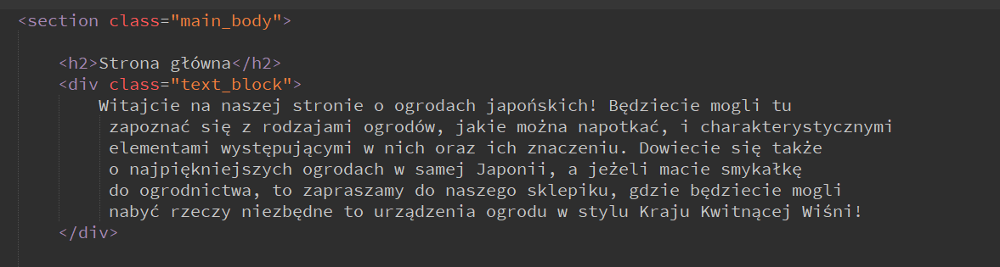 <section class="main_body">
<h2>Strona główna</h2>
<div class="text_block">
Witajcie na naszej stronie o ogrodach japońskich! Będziecie mogli tu
zapoznać się z rodzajami ogrodów, jakie można napotkać, i charakterystycznymi
elementami występującymi w nich oraz ich znaczeniu. Dowiecie się także
o najpiękniejszych ogrodach w samej Japonii, a jeżeli macie smykałkę
do ogrodnictwa, to zapraszamy do naszego sklepiku, gdzie będziecie mogli
nabyć rzeczy niezbędne to urządzenia ogrodu w stylu Kraju Kwitnącej Wiśni!
</div>